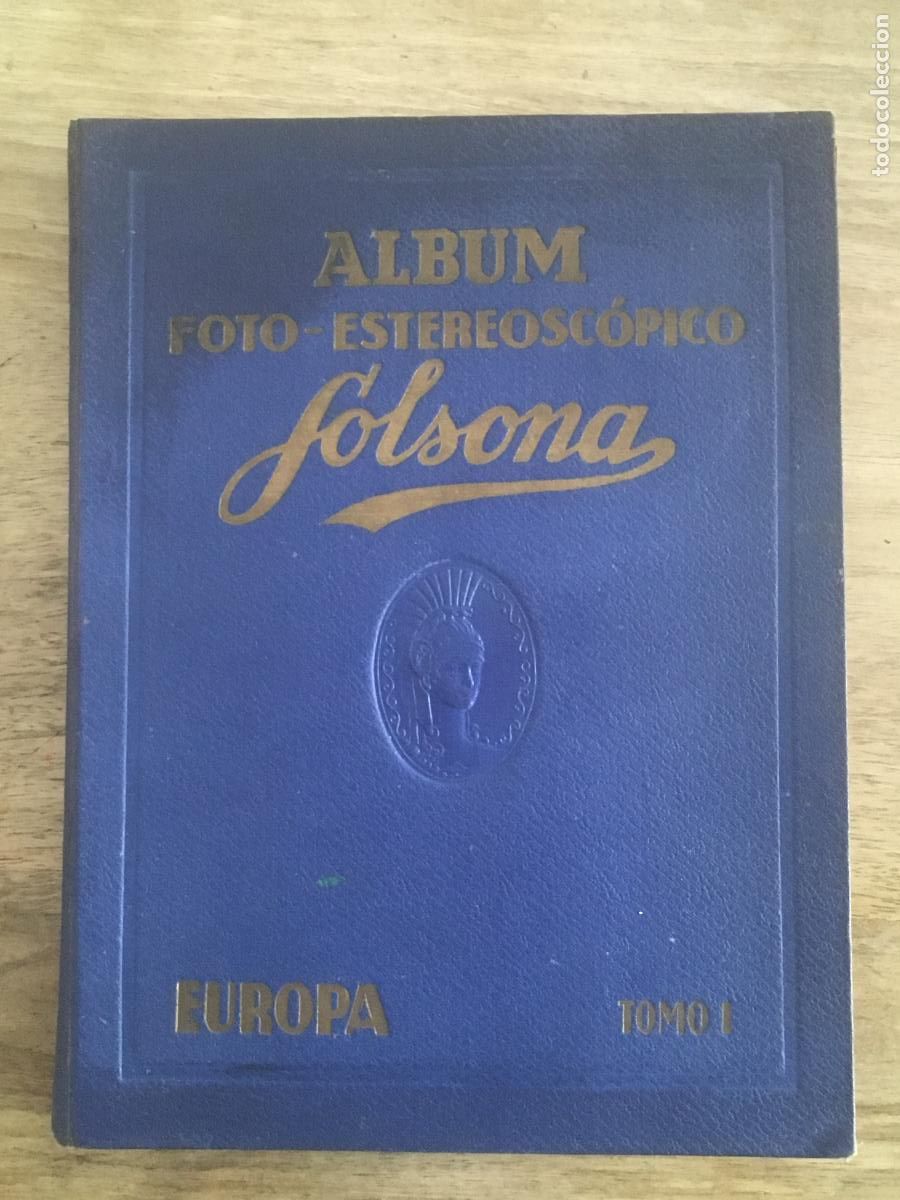 ALBUM
FOTO-ESTEREOSCÓPICO
Solsona
EUROPA
TOMO I
todocoleccion